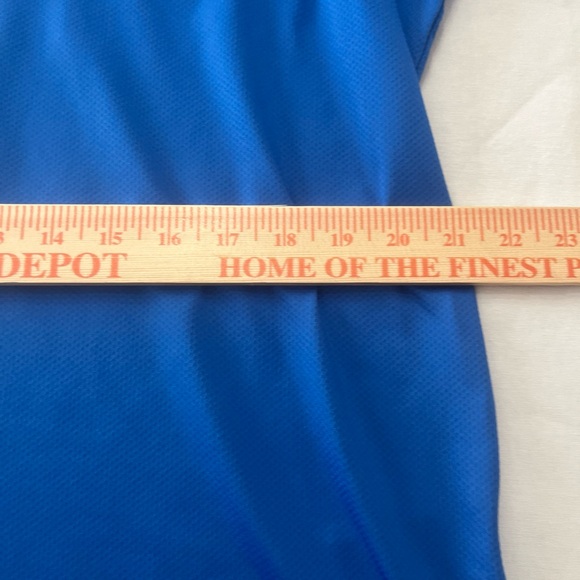 14 15 16 17 18 19 20 21 22 23
DEPOT HOME OF THE FINEST